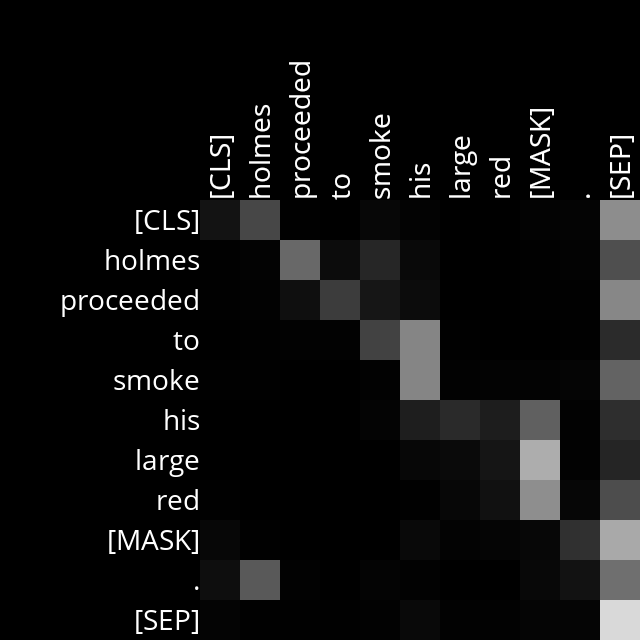 [CLS]
holmes
proceeded
to
smoke
his
large
red
[MASK]
.
[SEP]
[CLS]
holmes
proceeded
to
smoke
his
large
red
[MASK]
.
[SEP]